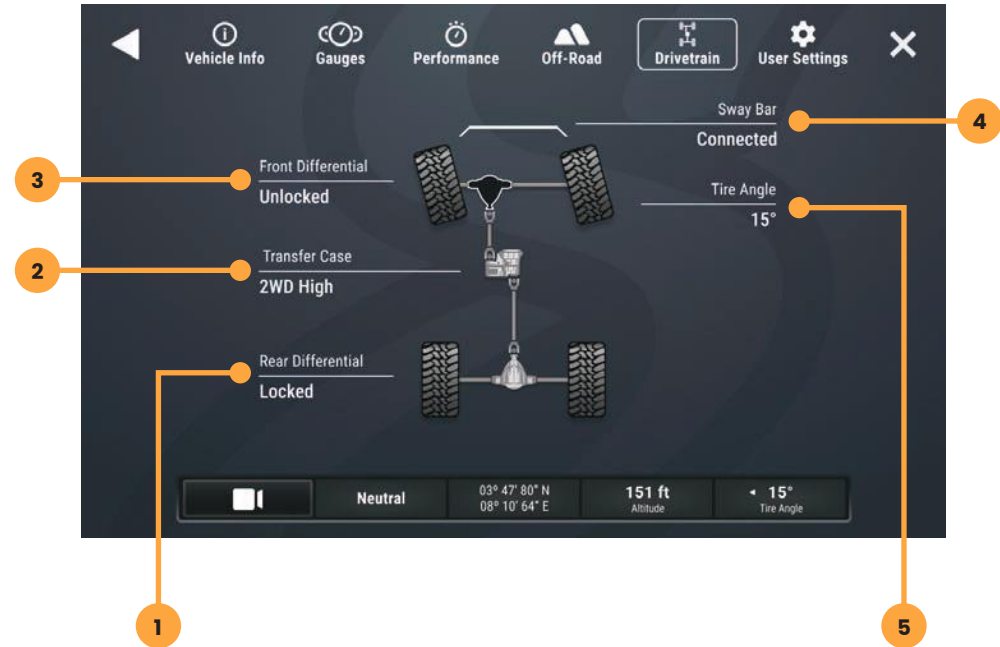 Vehicle Info
Gauges
Performance
Off-Road
Drivetrain
User Settings
Sway Bar
Connected
4
3
Front Differential
Unlocked
Tire Angle
15°
2
Transfer Case
2WD High
Rear Differential
Locked
Neutral
03º 47' 80" N
08º 10' 64" E
151 ft
Altitude
15°
Tire Angle
1
5